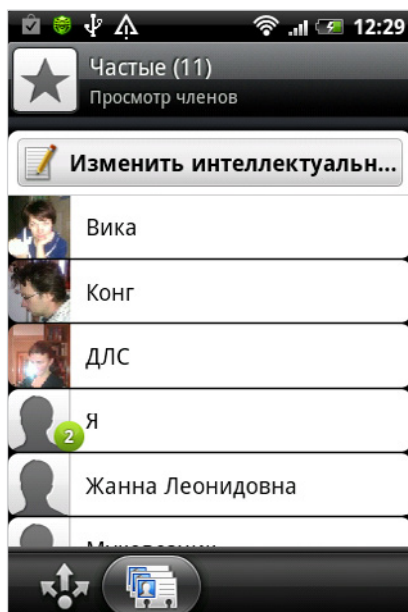 12:29
Частые (11)
Просмотр членов
Изменить интеллектуальн...
Вика
Конг
ДЛС
Я
2
Жанна Леонидовна